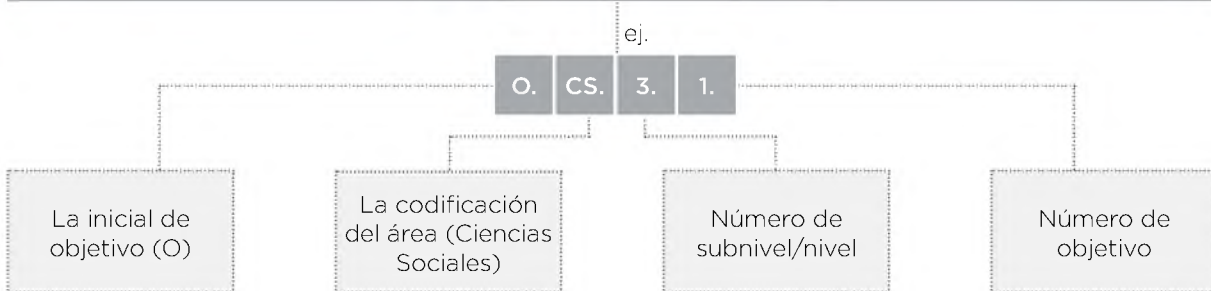 ej.
O. CS. 3. 1.
La inicial de
objetivo (O)
La codificación
del área (Ciencias
Sociales)
Número de
subnivel/nivel
Número de
objetivo